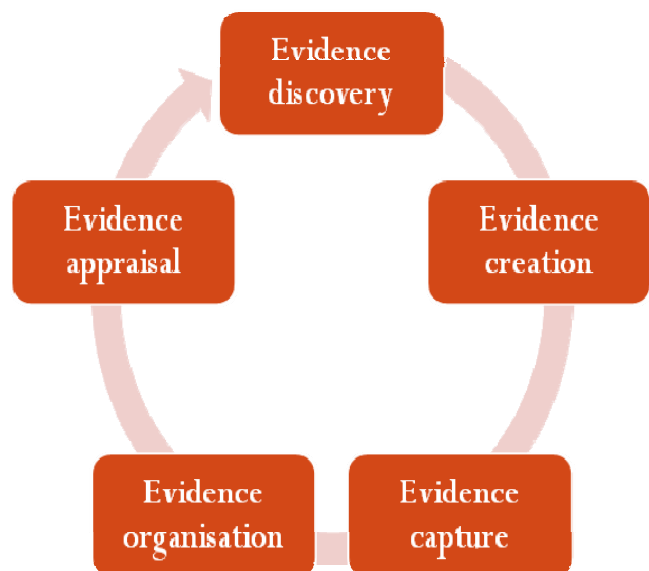 Evidence
discovery
Evidence
creation
Evidence
capture
Evidence
organisation
Evidence
appraisal